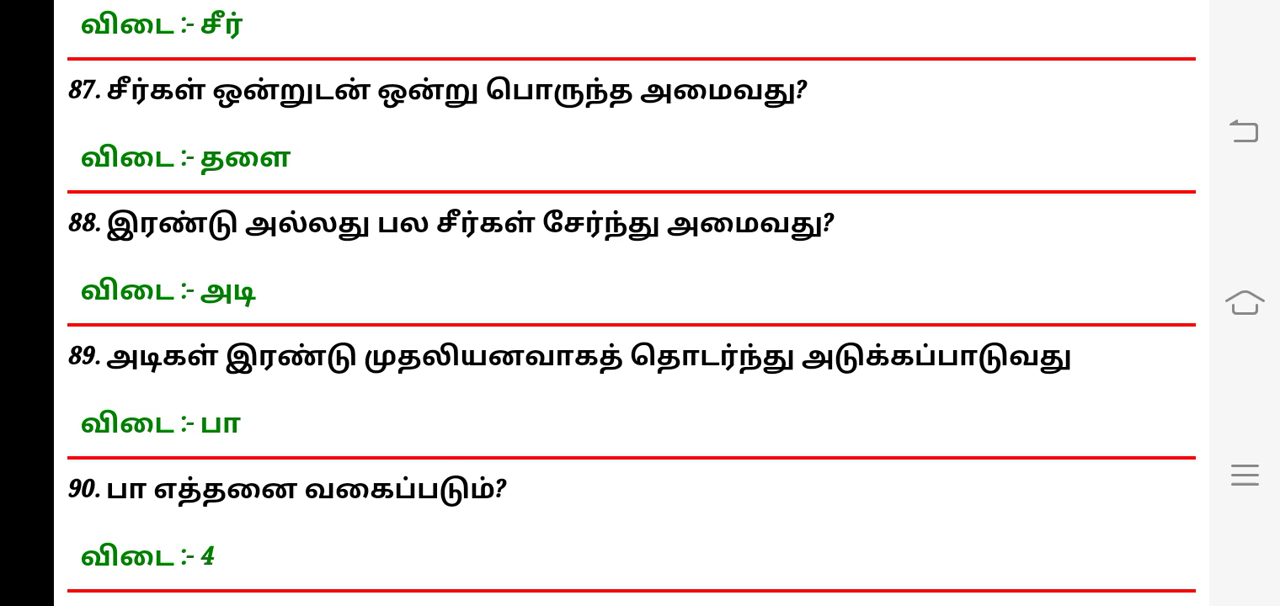 விடை :- சீர்
87. சீர்கள் ஒன்றுடன் ஒன்று பொருந்த அமைவது?
விடை :- தளை
88. இரண்டு அல்லது பல சீர்கள் சேர்ந்து அமைவது?
விடை :- அடி
89. அடிகள் இரண்டு முதலியனவாகத் தொடர்ந்து அடுக்கப்பாடுவது
விடை :- பா
90. பா எத்தனை வகைப்படும்?
விடை :- 4